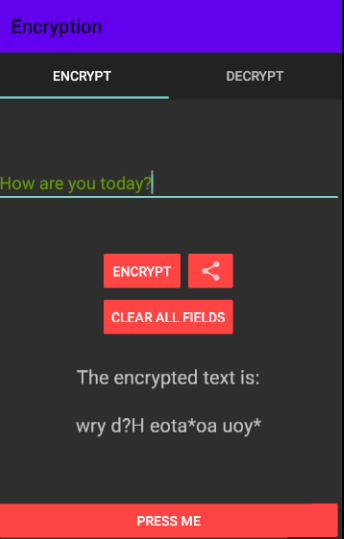 Encryption
ENCRYPT DECRYPT
How are you today?
ENCRYPT
CLEAR ALL FIELDS
The encrypted text is:
wry d?H eota*oa uoy*
PRESS ME